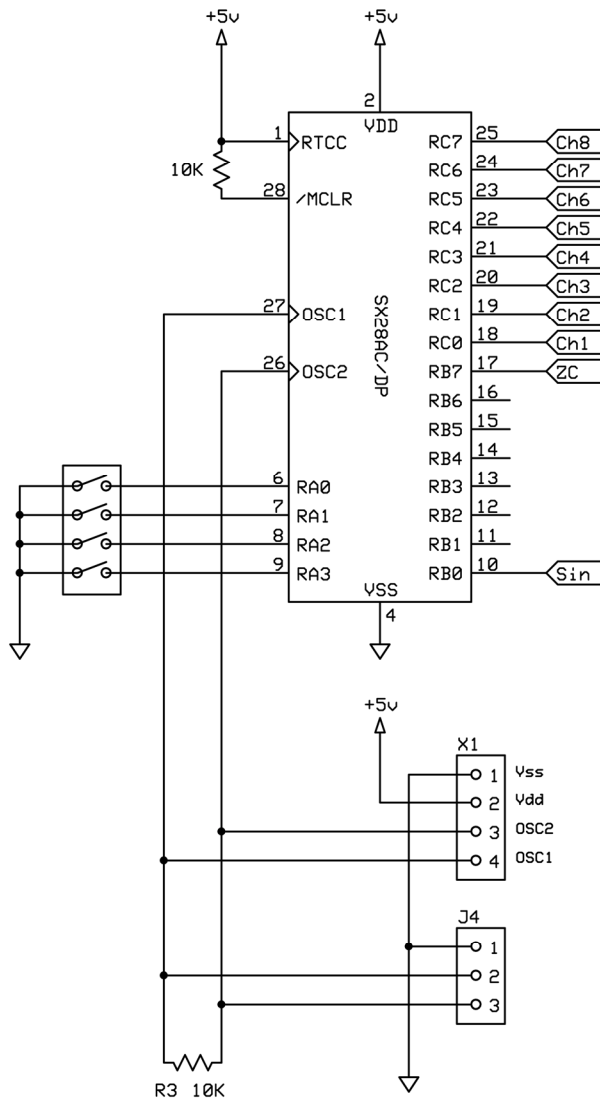 +5v +5v
2
VDD
1 RTCC RC7 25 Ch8
10K RC6 24 Ch7
28 /MCLR RC5 23 Ch6
RC4 22 Ch5
RC3 21 Ch4
RC2 20 Ch3
27 OSC1 RC1 19 Ch2
RC0 18 Ch1
26 OSC2 RB7 17 ZC
SX28AC/DP
RB6 16
RB5 15
RB4 14
6 RA0 RB3 13
7 RA1 RB2 12
8 RA2 RB1 11
9 RA3 RB0 10 Sin
VSS
4
+5v
X1
1 Vss
2 Vdd
3 OSC2
4 OSC1
J4
1
2
3
R3 10K